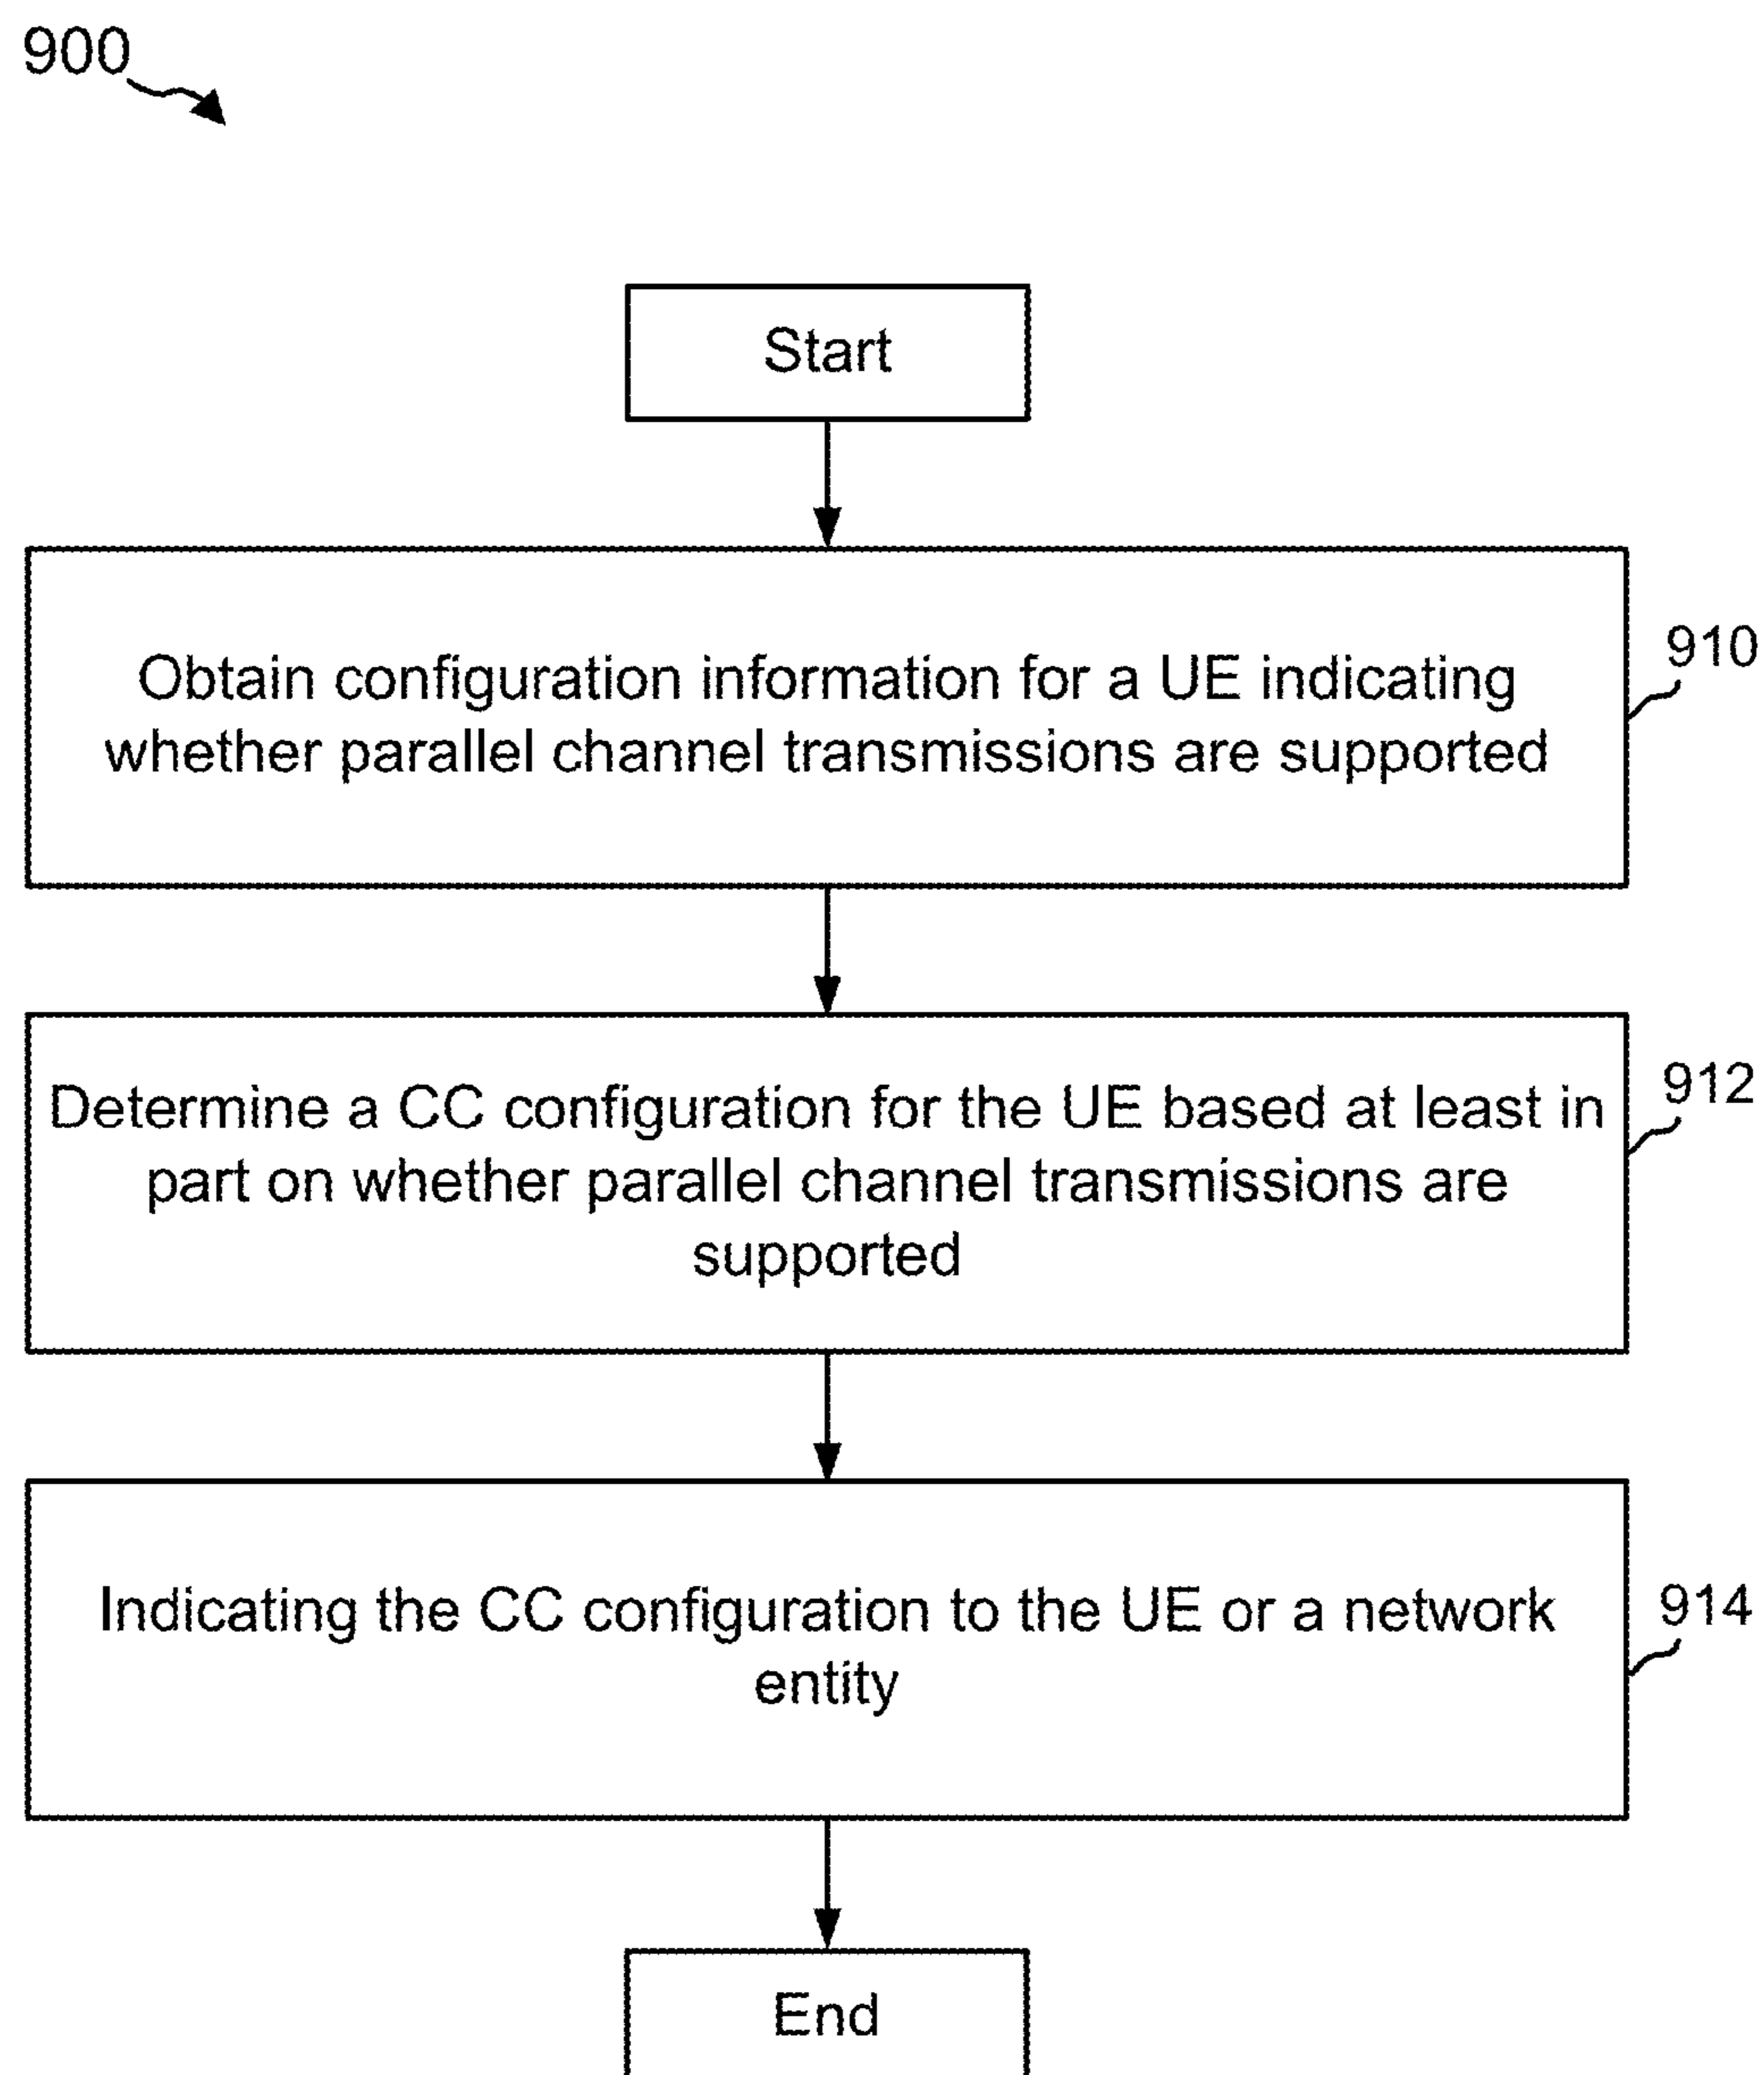 900
Start
Obtain configuration information for a UE indicating
whether parallel channel transmissions are supported
910
Determine a CC configuration for the UE based at least in
part on whether parallel channel transmissions are
supported
912
Indicating the CC configuration to the UE or a network
entity
914
End